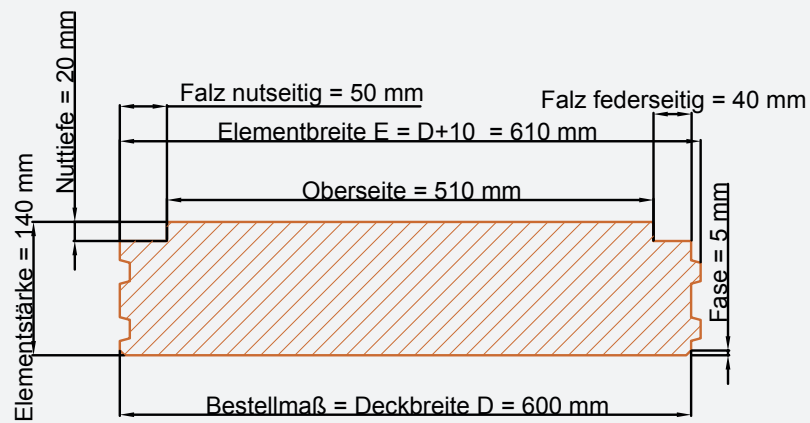 Falz nutseitig = 50 mm
Falz federseitig = 40 mm
Nuttiefe = 20 mm
Elementbreite E = D+10  = 610 mm
Oberseite = 510 mm
Elementstärke = 140 mm
Fase = 5 mm
Bestellmaß = Deckbreite D = 600 mm